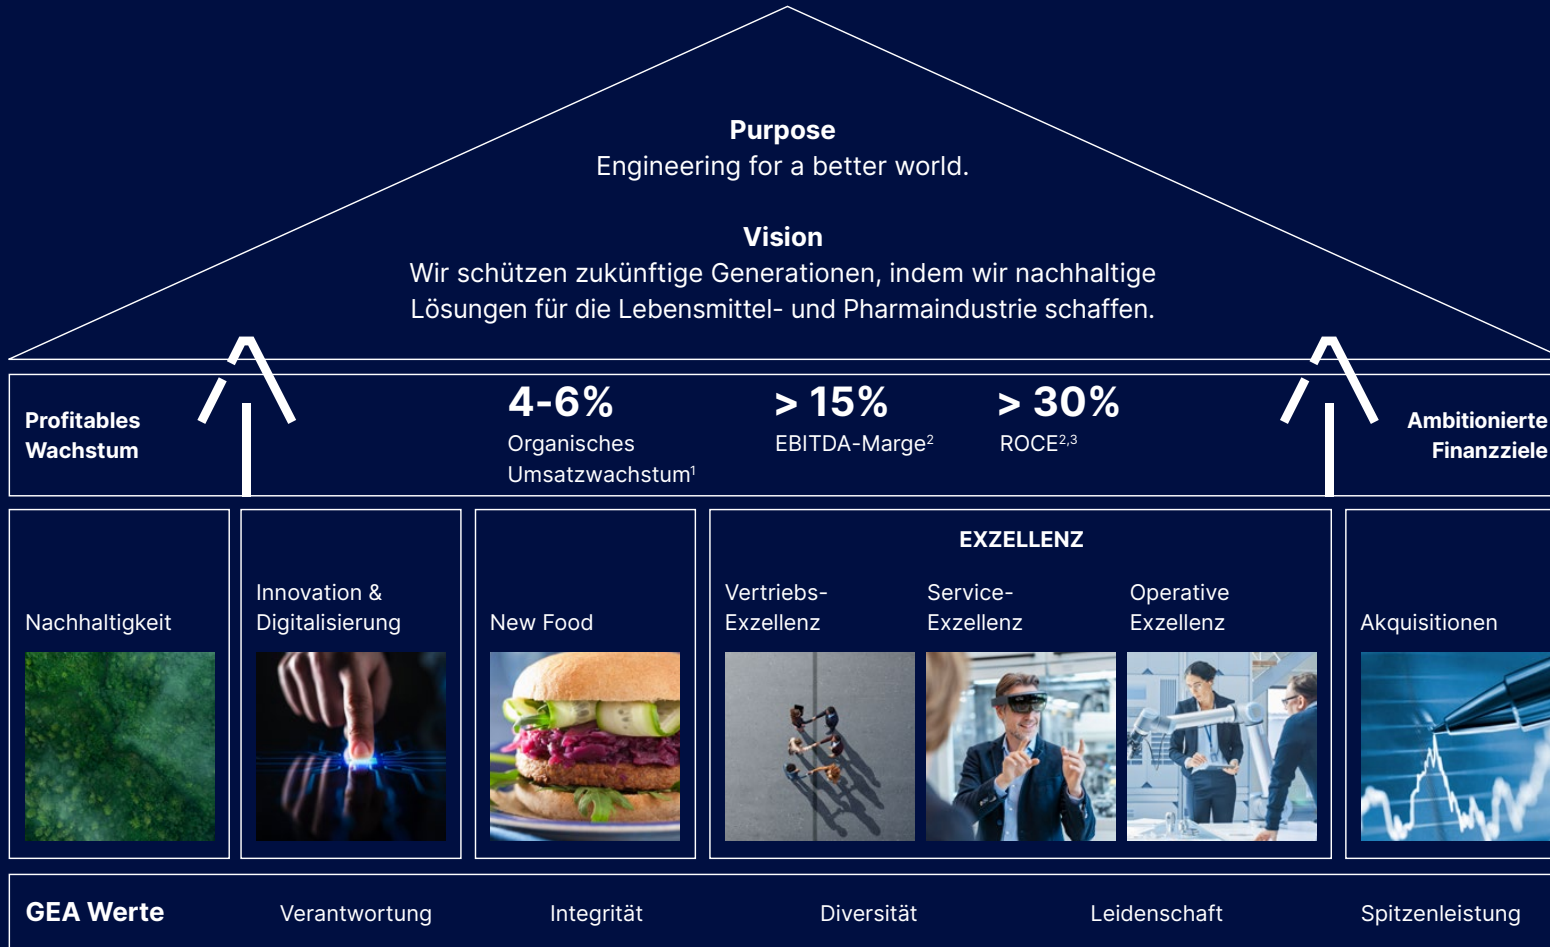 Purpose
Engineering for a better world.
Vision
Wir schützen zukünftige Generationen, indem wir nachhaltige
Lösungen für die Lebensmittel- und Pharmaindustrie schaffen.
Profitables
Wachstum
4-6%
Organisches
Umsatzwachstum¹
> 15%
EBITDA-Marge²
> 30%
ROCE²,³
Ambitionierte
Finanzziele
Nachhaltigkeit
Innovation &
Digitalisierung
New Food
EXZELLENZ
Vertriebs-
Exzellenz
Service-
Exzellenz
Operative
Exzellenz
Akquisitionen
GEA Werte
Verantwortung
Integrität
Diversität
Leidenschaft
Spitzenleistung